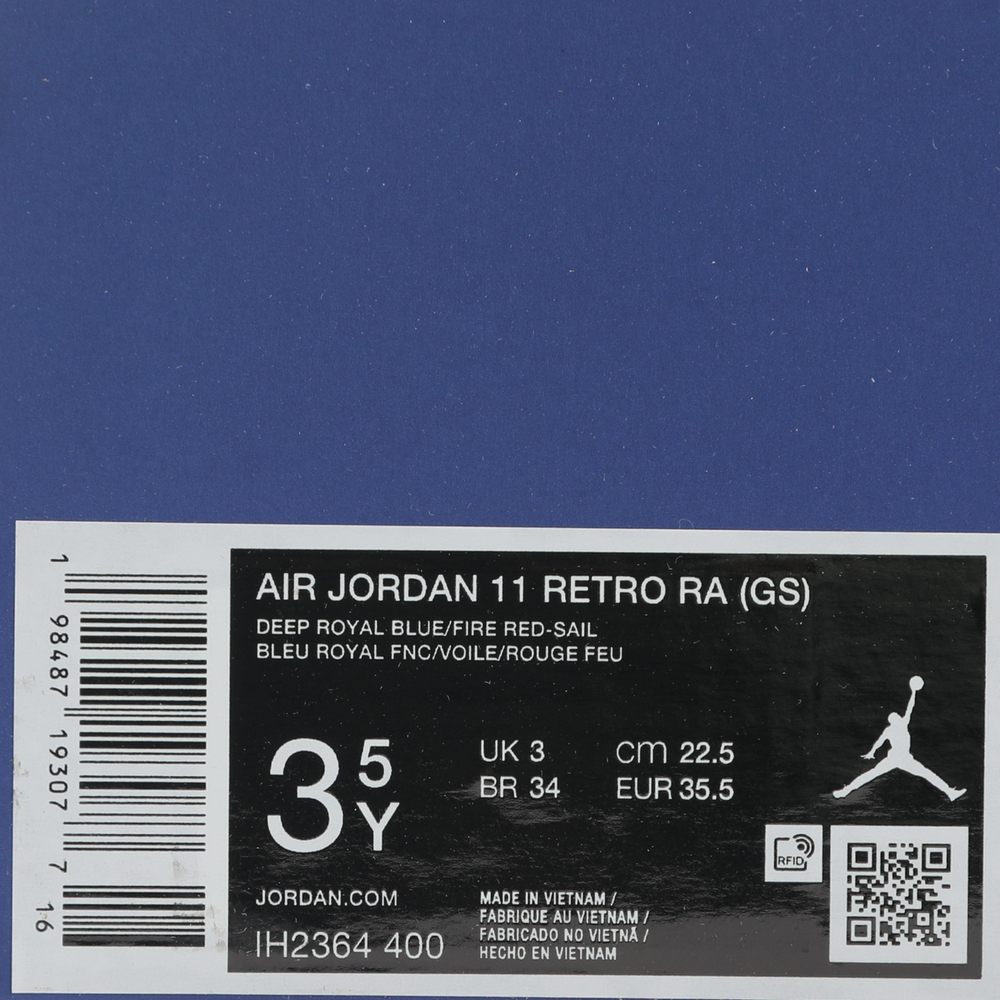 1 98487 19307 7 16
AIR JORDAN 11 RETRO RA (GS)
DEEP ROYAL BLUE/FIRE RED-SAIL
BLEU ROYAL FNC/VOILE/ROUGE FEU
3 5 Y
UK 3 cm 22.5
BR 34 EUR 35.5
RFID
JORDAN.COM
IH2364 400
MADE IN VIETNAM /
FABRIQUE AU VIETNAM /
FABRICADO NO VIETNÃ /
HECHO EN VIETNAM